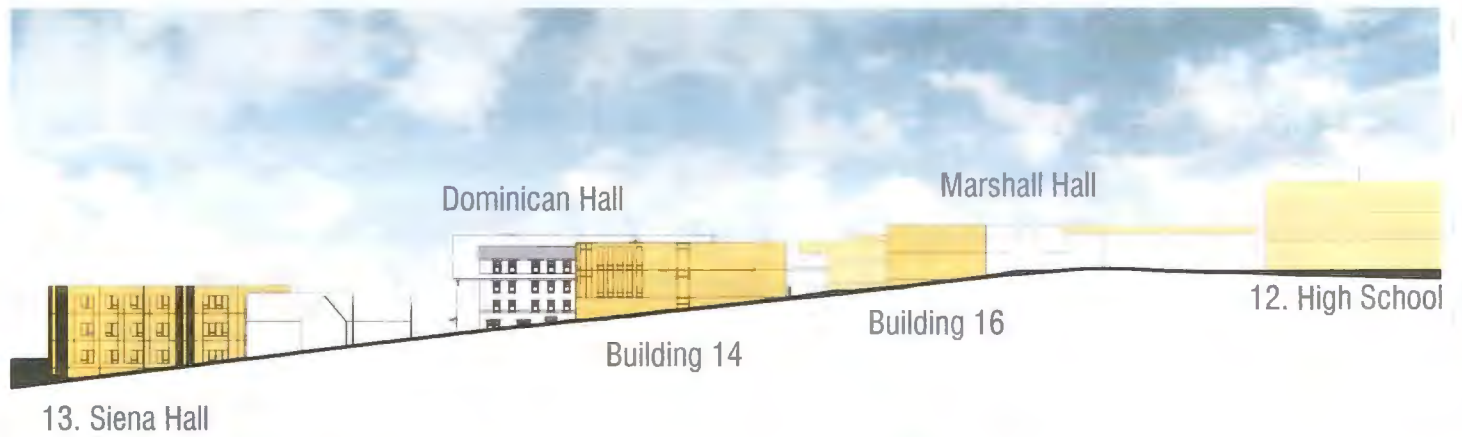 Marshall Hall
Dominican Hall
12. High School
Building 16
Building 14
13. Siena Hall